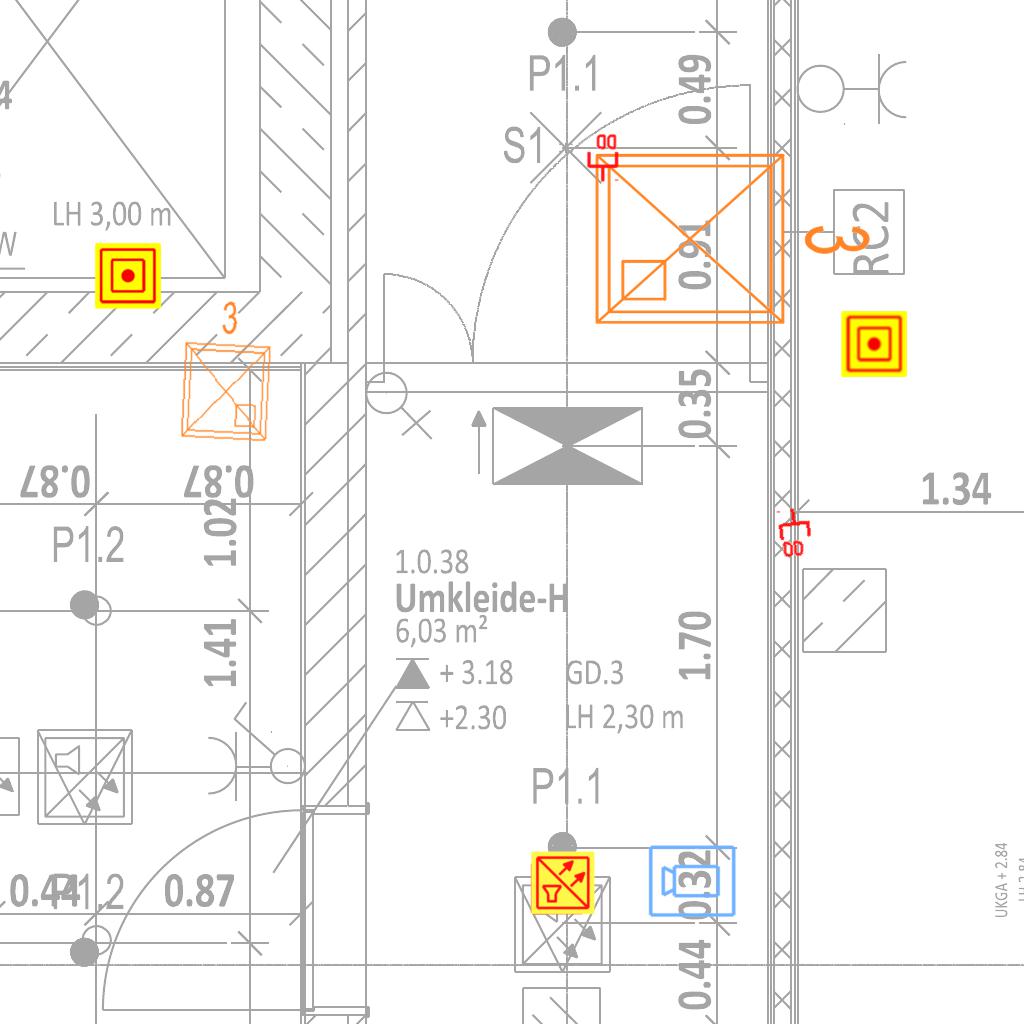 P1.1
0.49
4
S1
LH 3,00 m
W
0.91
RC2
3
3
0.35
0.87
0.87
1.34
1.02
P1.2
1.0.38
Umkleide-H
6,03 m²
1.41
1.70
+ 3.18
GD.3
+2.30
LH 2,30 m
P1.1
0.32
0.44
P1.2
0.87
UKGA + 2.84
0.44